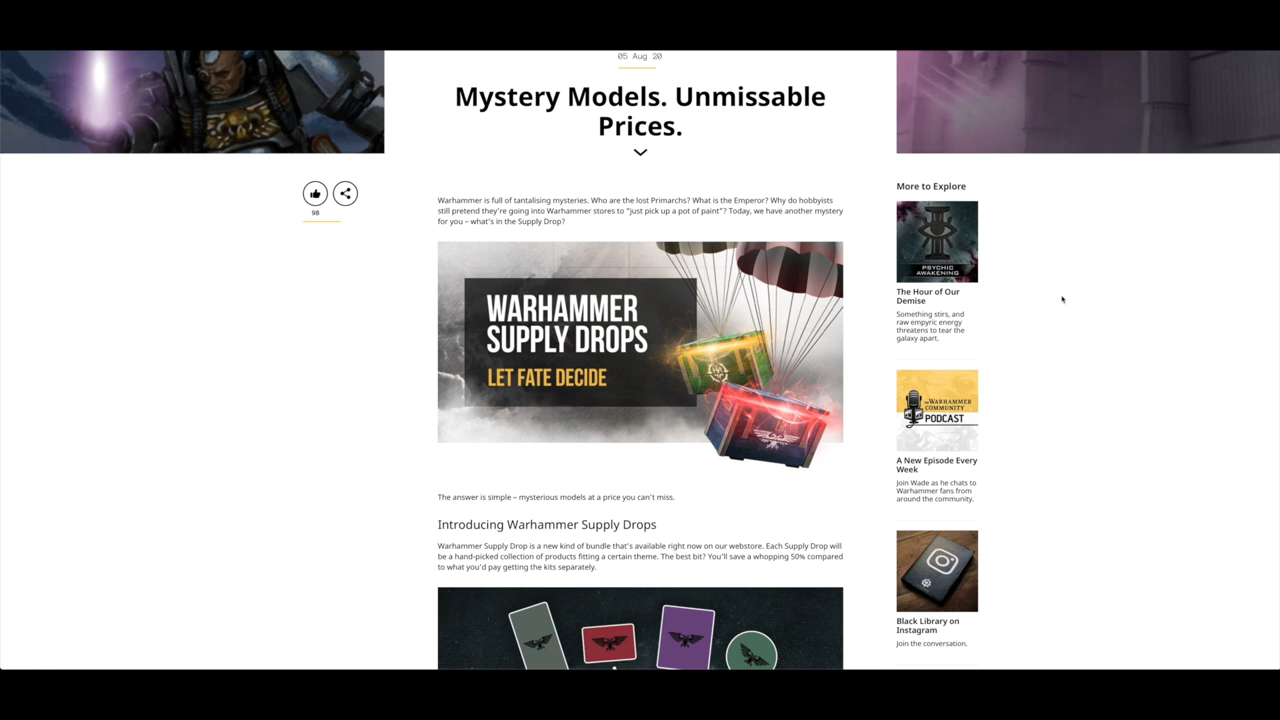 05 Aug 20
Mystery Models. Unmissable
Prices.
98
Warhammer is full of tantalising mysteries. Who are the lost Primarchs? What is the Emperor? Why do hobbyists
still pretend they're going into Warhammer stores to “just pick up a pot of paint”? Today, we have another mystery
for you – what's in the Supply Drop?
WARHAMMER
SUPPLY DROPS
LET FATE DECIDE
The answer is simple – mysterious models at a price you can't miss.
Introducing Warhammer Supply Drops
Warhammer Supply Drop is a new kind of bundle that's available right now on our webstore. Each Supply Drop will
be a hand-picked collection of products fitting a certain theme. The best bit? You'll save a whopping 50% compared
to what you'd pay getting the kits separately.
More to Explore
PSYCHIC
AWAKENING
The Hour of Our
Demise
Something stirs, and
raw empyric energy
threatens to tear the
galaxy apart.
The WARHAMMER
COMMUNITY
PODCAST
A New Episode Every
Week
Join Wade as he chats to
Warhammer fans from
around the community.
Black Library on
Instagram
Join the conversation.